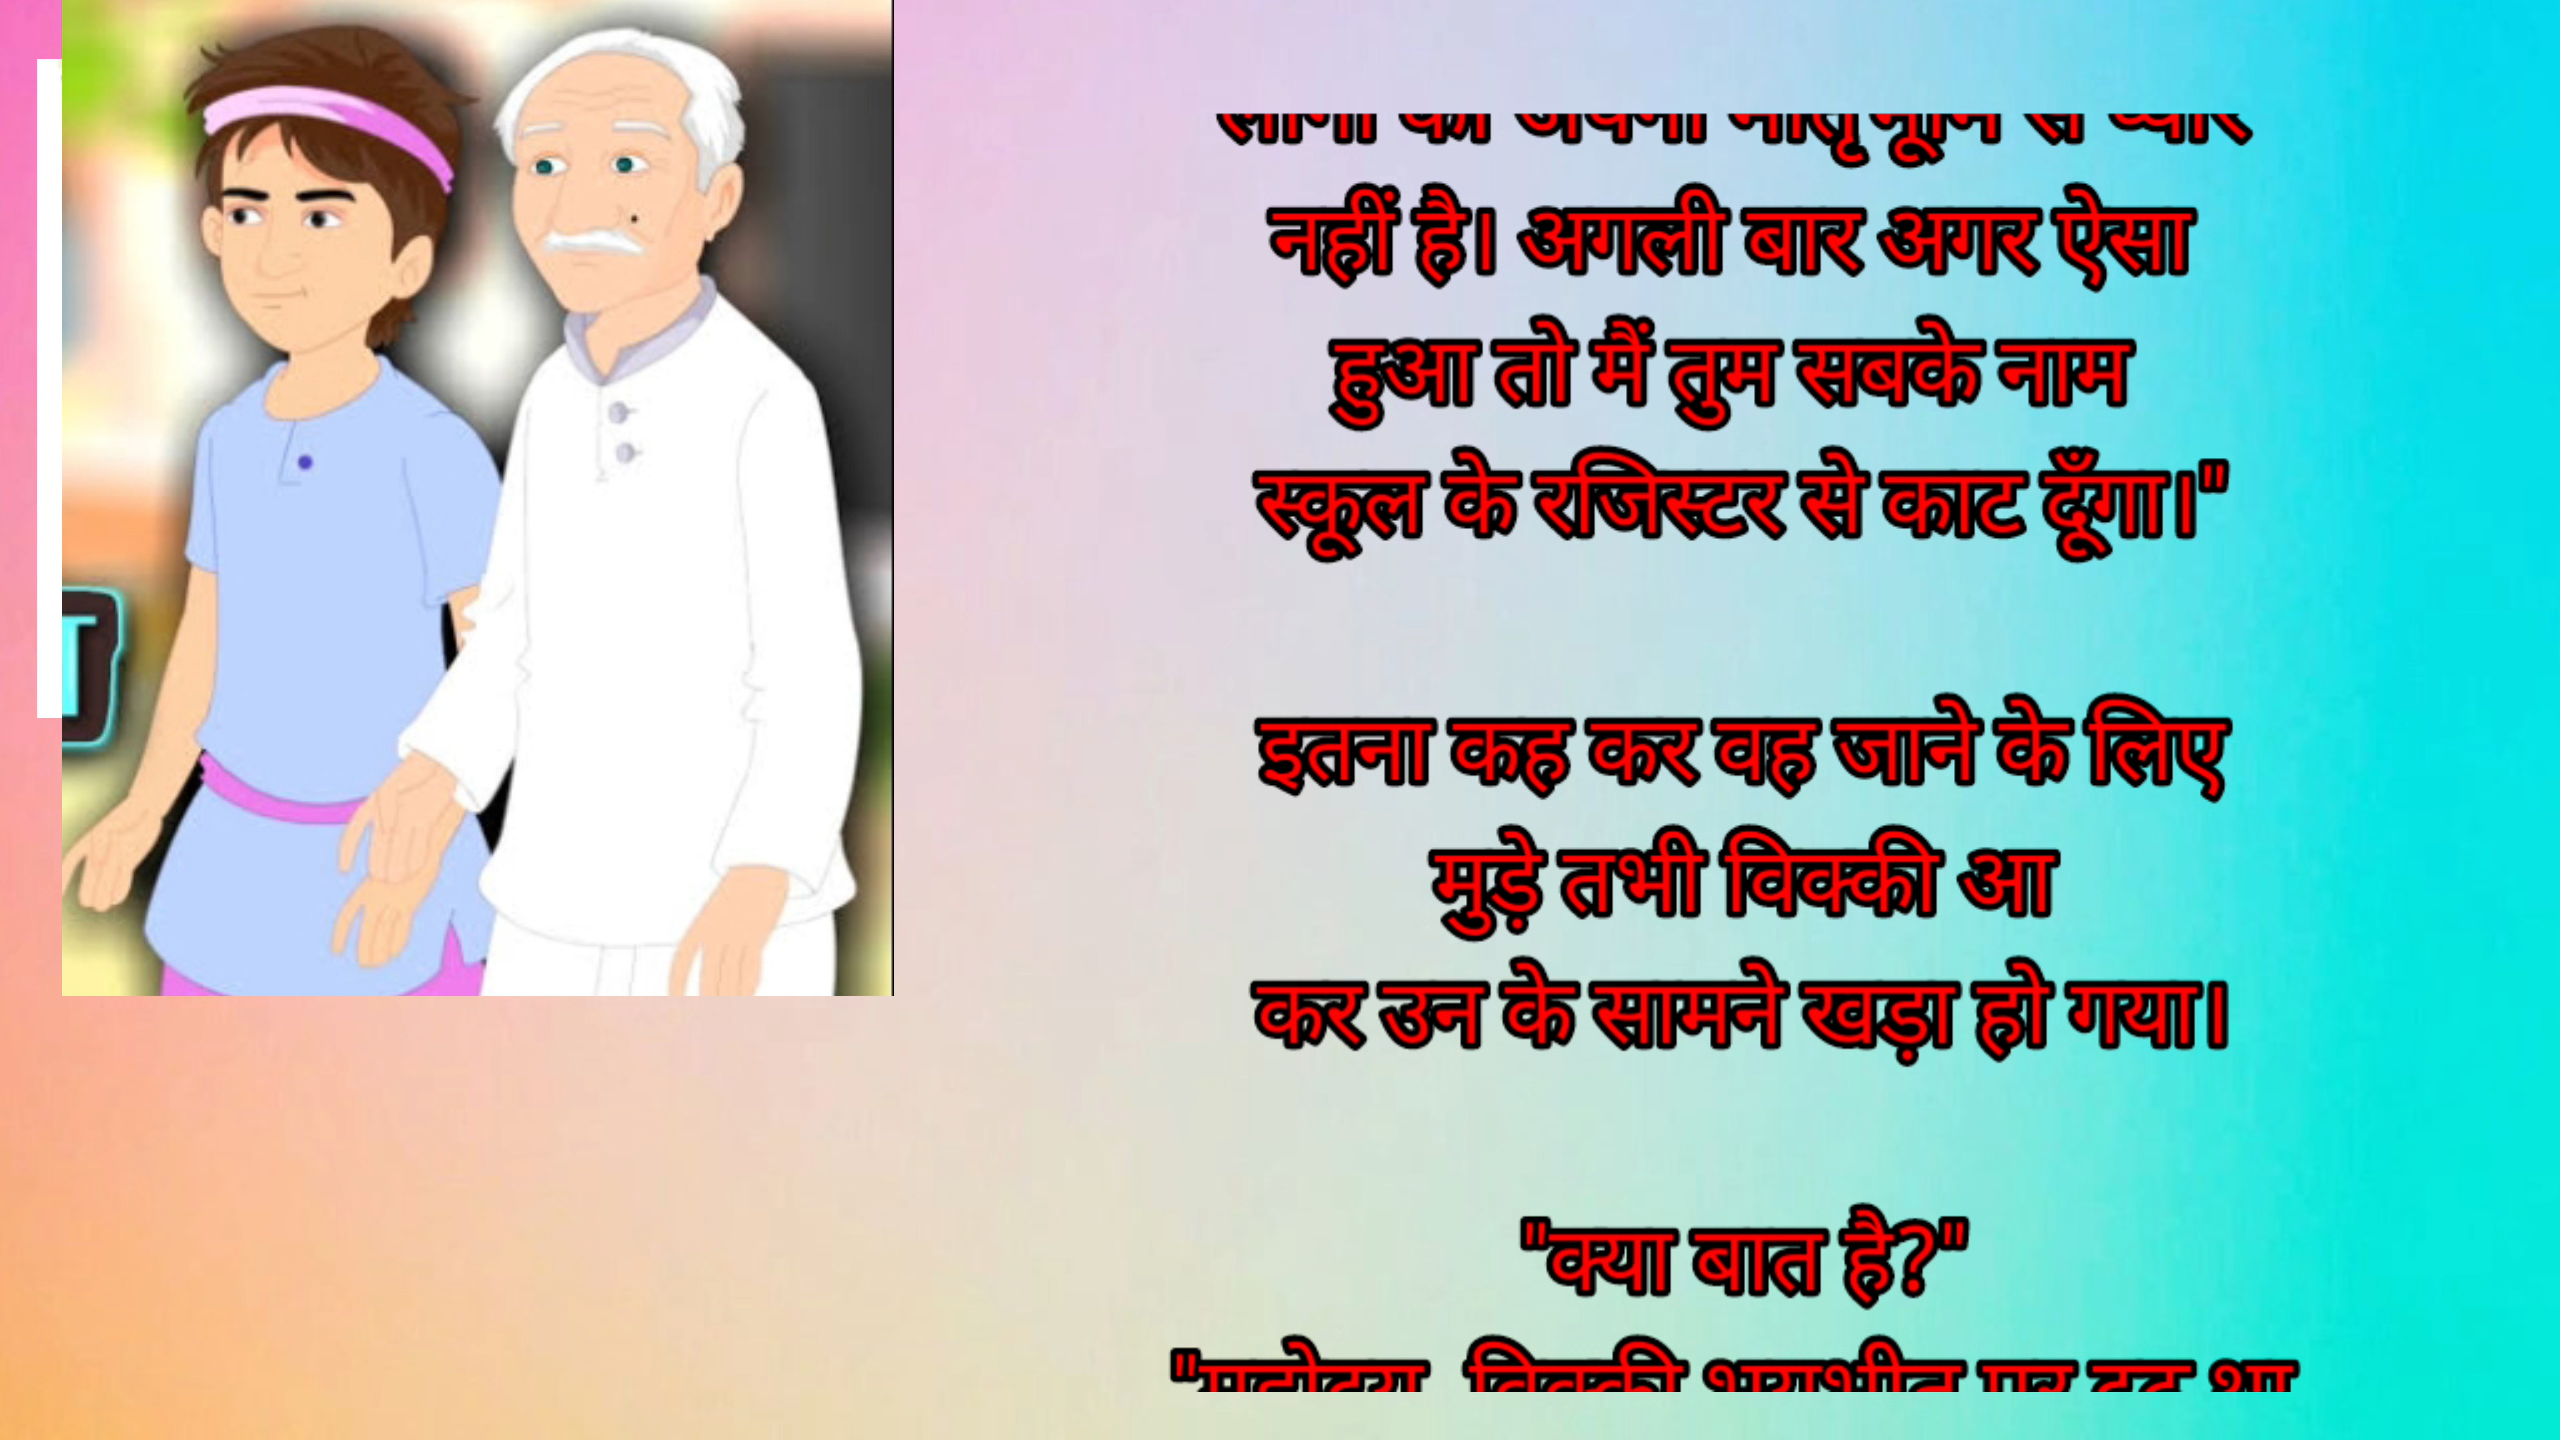 मातृभूमि से प्यार
नहीं है। अगली बार अगर ऐसा
हुआ तो मैं तुम सबके नाम
स्कूल के रजिस्टर से काट दूँगा।"
इतना कह कर वह जाने के लिए
मुड़े तभी विक्की आ
कर उन के सामने खड़ा हो गया।
"क्या बात है?"